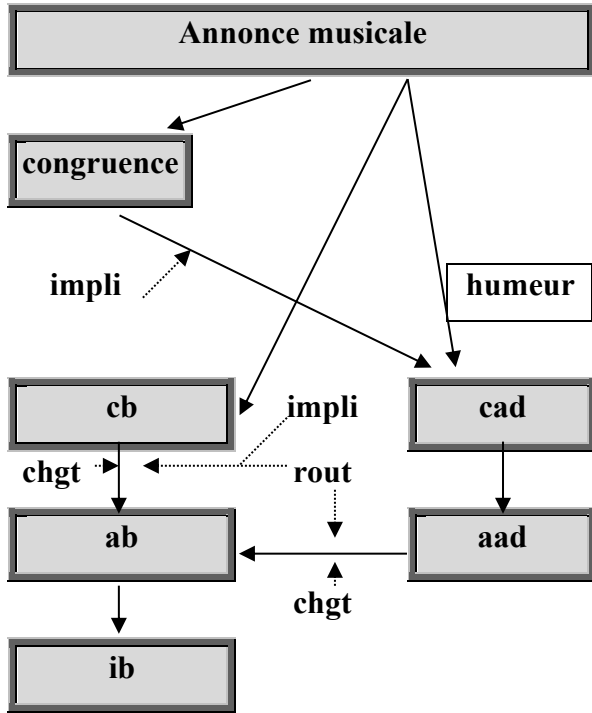 Annonce musicale
congruence
impli
humeur
cb
impli
cad
chgt
rout
ab
aad
chgt
ib